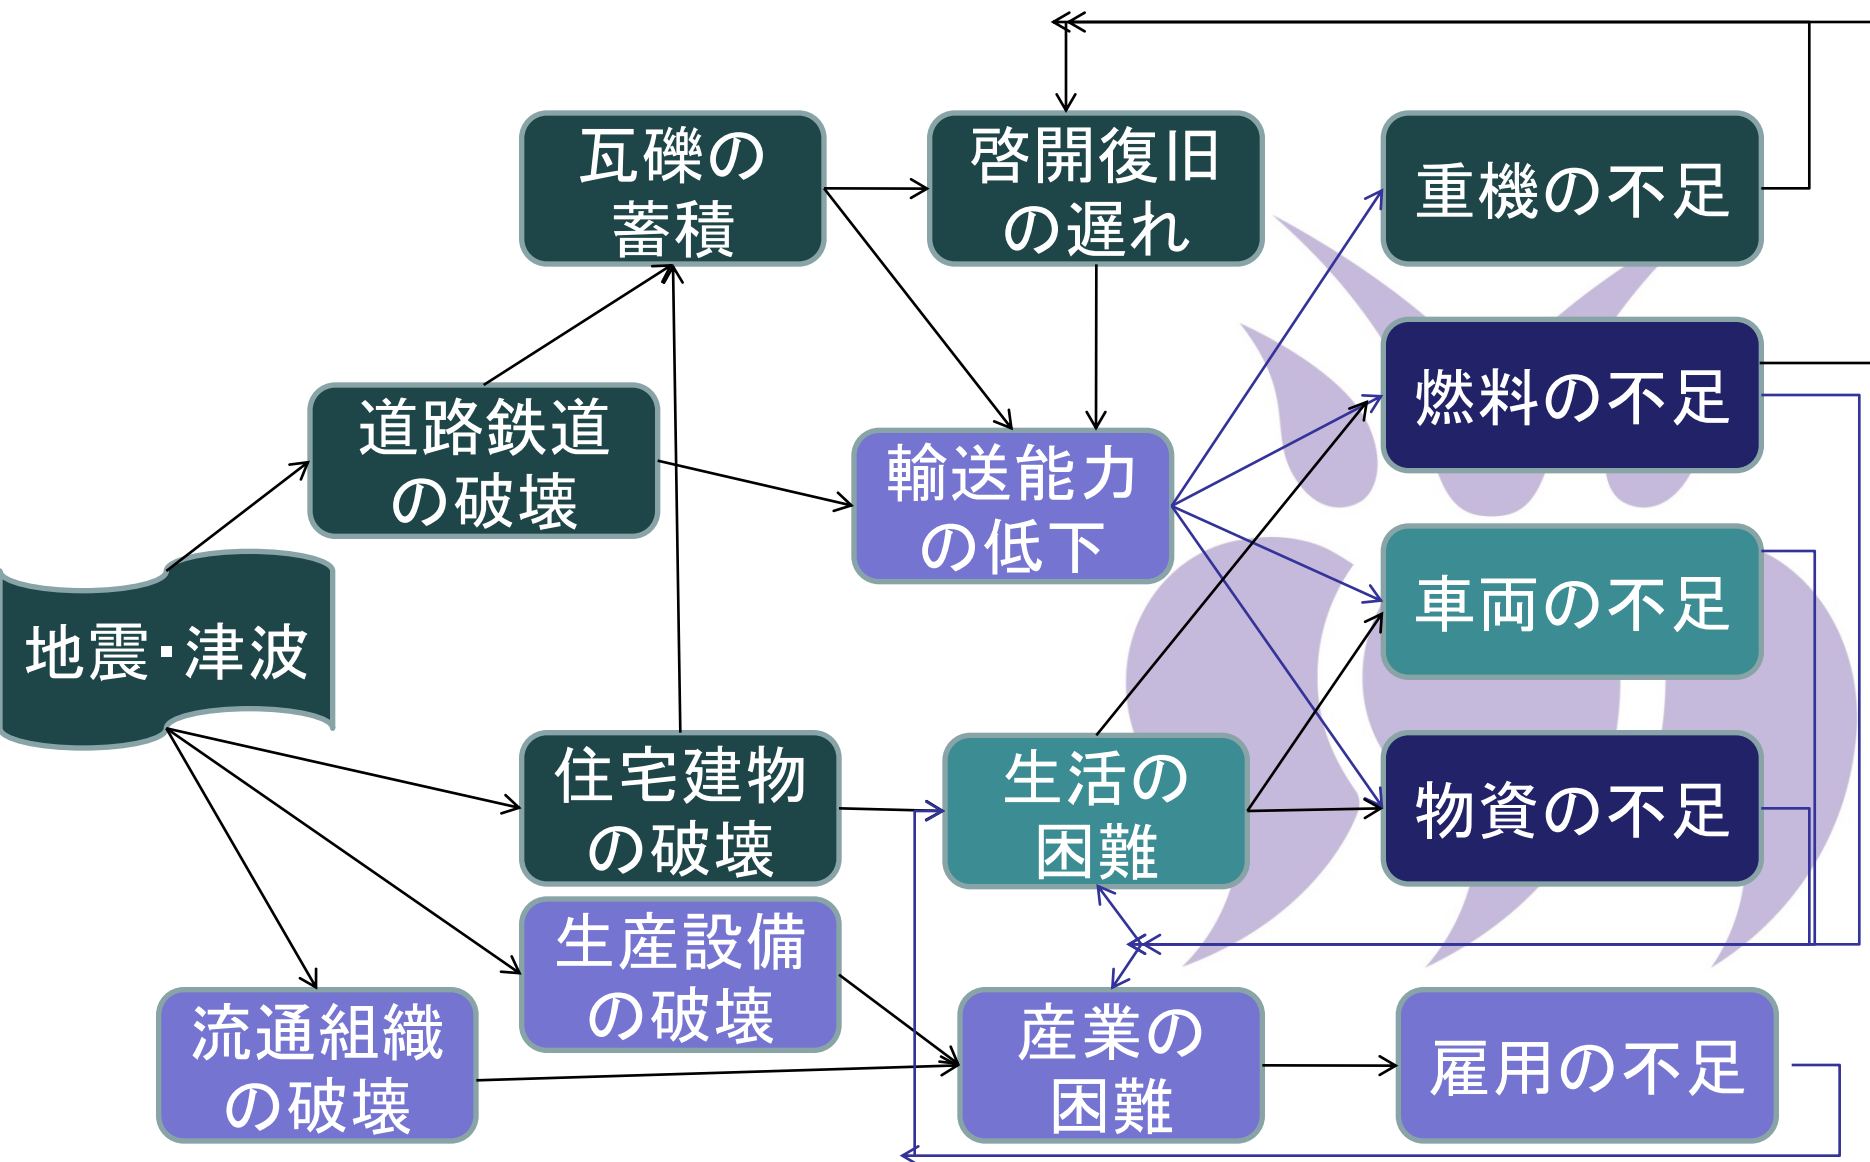 瓦礫の
蓄積
啓開復旧
の遅れ
重機の不足
燃料の不足
道路鉄道
の破壊
輸送能力
の低下
車両の不足
地震・津波
住宅建物
の破壊
生活の
困難
物資の不足
生産設備
の破壊
流通組織
の破壊
産業の
困難
雇用の不足